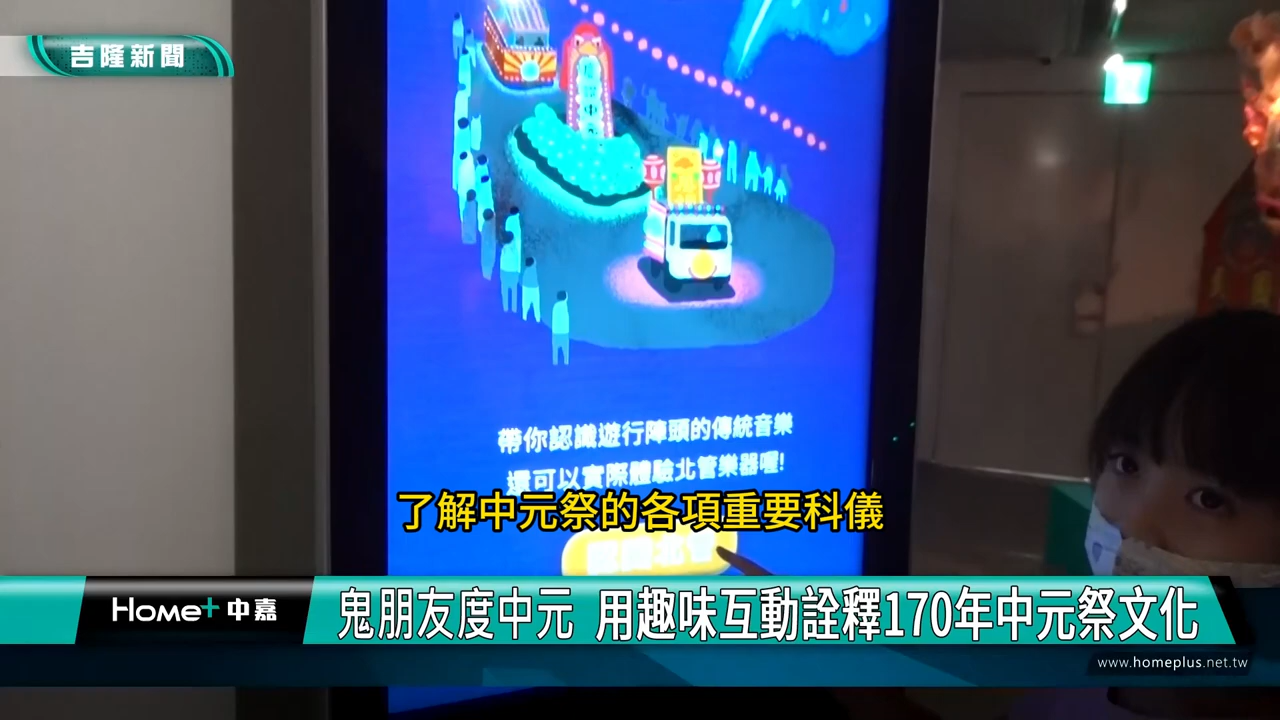 吉隆新聞
帶你認識遊行陣頭的傳統音樂
還可以實際體驗北管樂器喔!
了解中元祭的各項重要科儀
Home+中嘉
鬼朋友度中元 用趣味互動詮釋170年中元祭文化
www.homeplus.net.tw